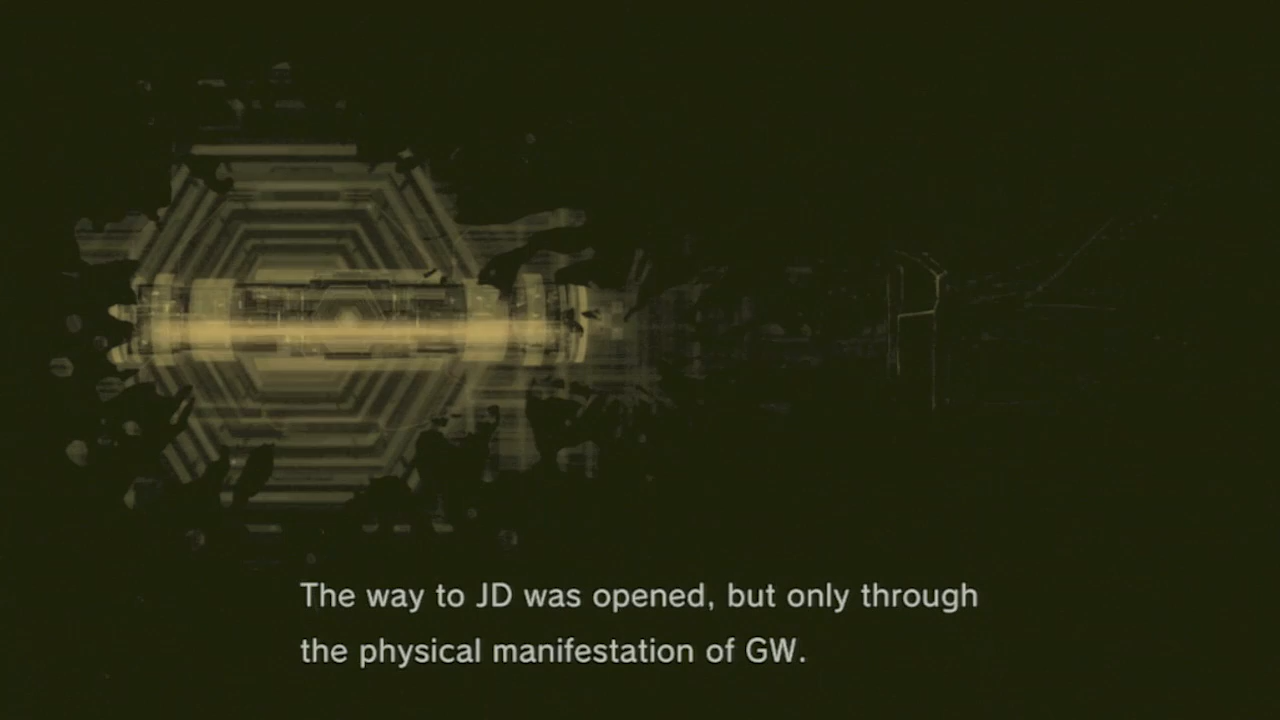 The way to JD was opened, but only through
the physical manifestation of GW.